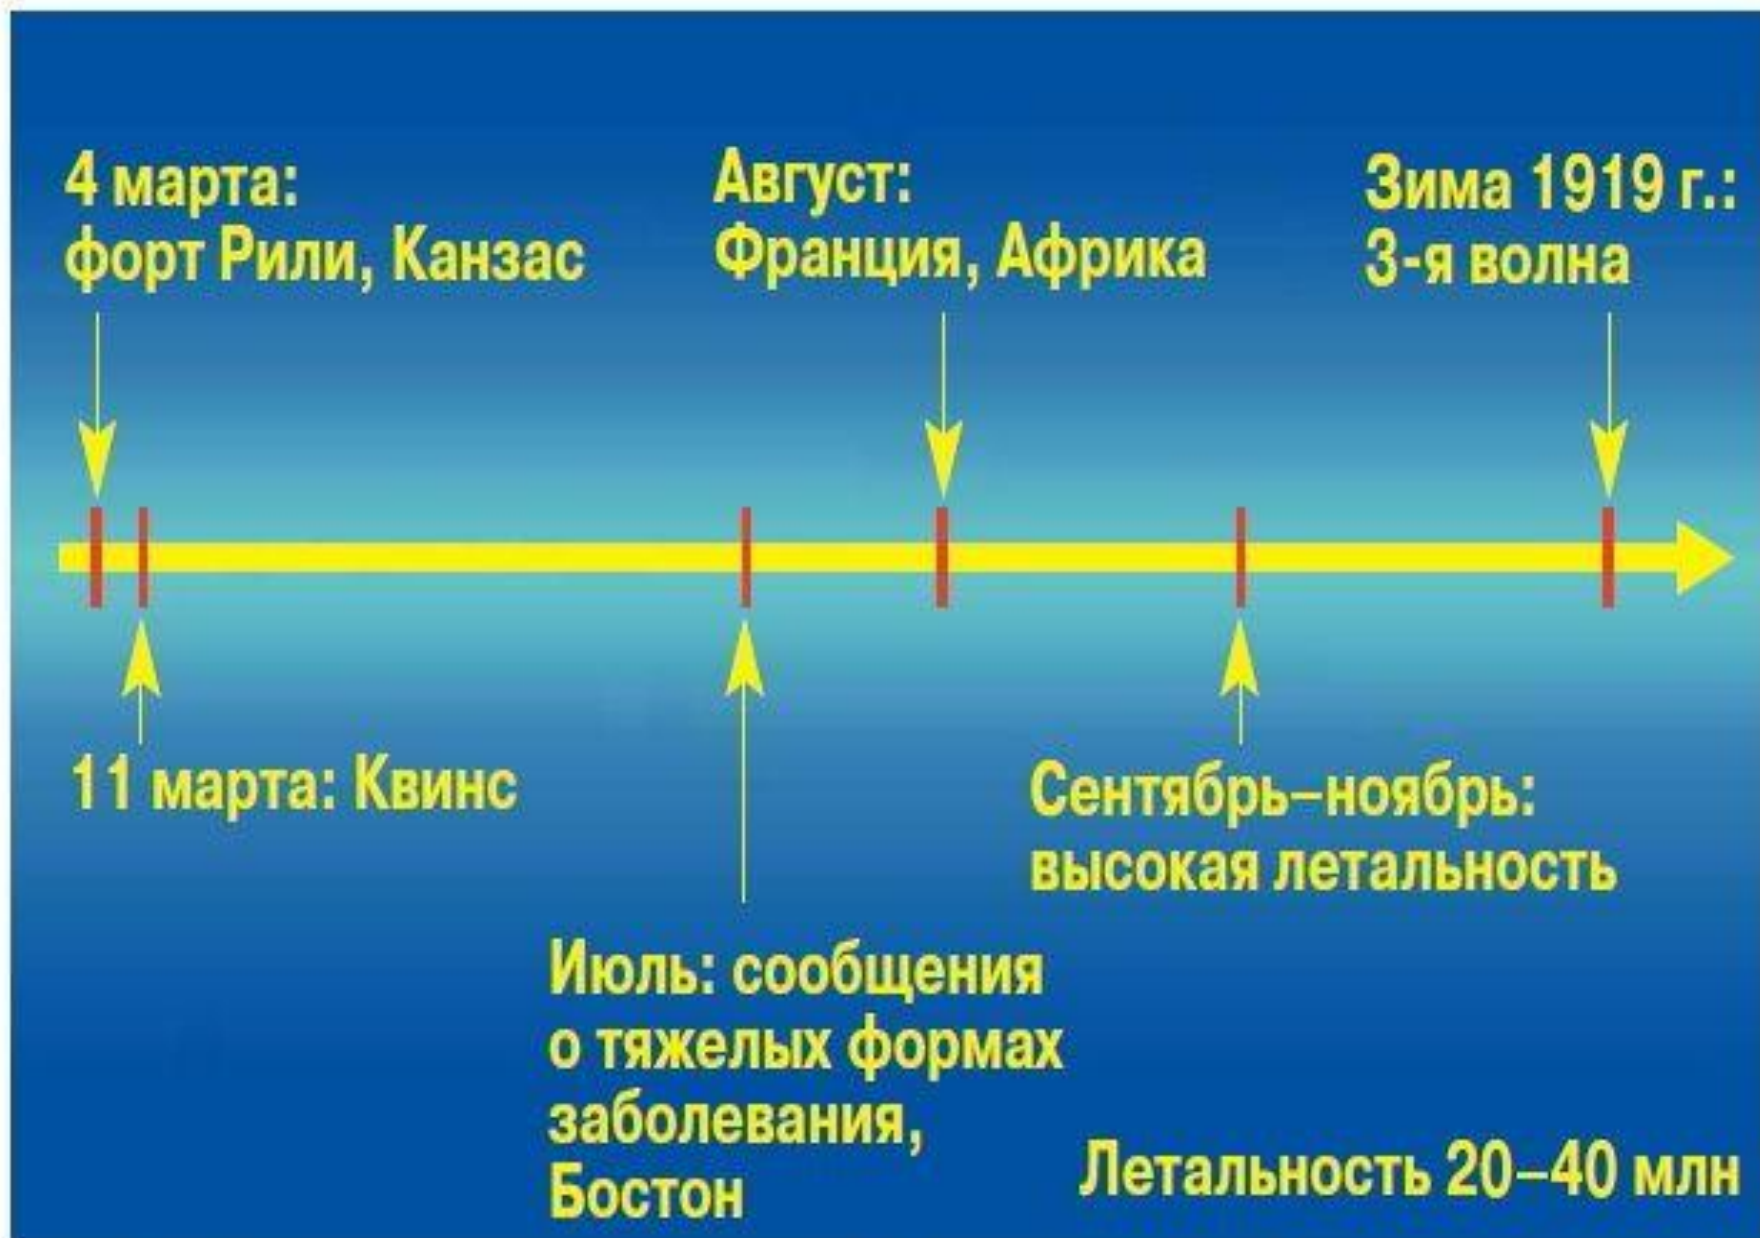 4 марта:
форт Рили, Канзас
Август:
Франция, Африка
Зима 1919 г.:
3-я волна
11 марта: Квинс
Сентябрь–ноябрь:
высокая летальность
Июль: сообщения
о тяжелых формах
заболевания,
Бостон
Летальность 20–40 млн